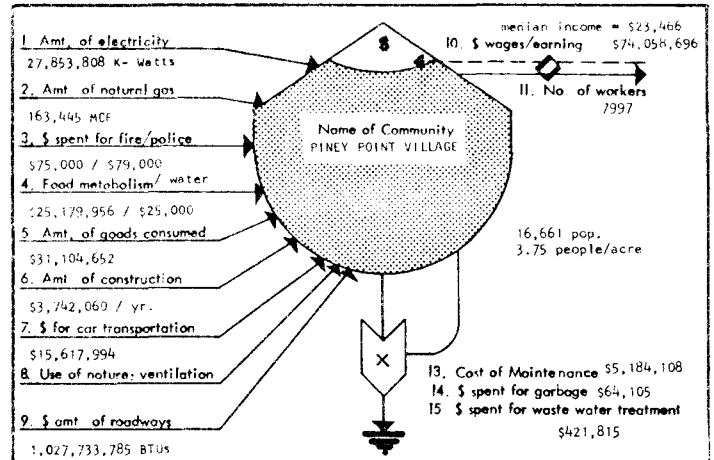 1. Amt. of electricity
27,853,808 K- Watts
2. Amt of natural gas
163,445 MCF
3. $ spent for fire/police
$75,000 / $79,000
4. Food metabolism/ water
$25,179,956 / $25,000
5. Amt. of goods consumed
$31,104,652
6. Amt of construction
$3,742,060 / yr.
7. $ for car transportation
$15,617,994
8. Use of nature: ventilation
9. $ amt of roadways
1,027,733,785 BTUs
$
Name of Community
PINEY POINT VILLAGE
×
median income = $23,466
10. $ wages/earning $74,058,696
11. No. of workers
7997
16,661 pop.
3.75 people/acre
13. Cost of Maintenance $5,184,108
14. $ spent for garbage $64,105
15 $ spent for waste water treatment
$421,815